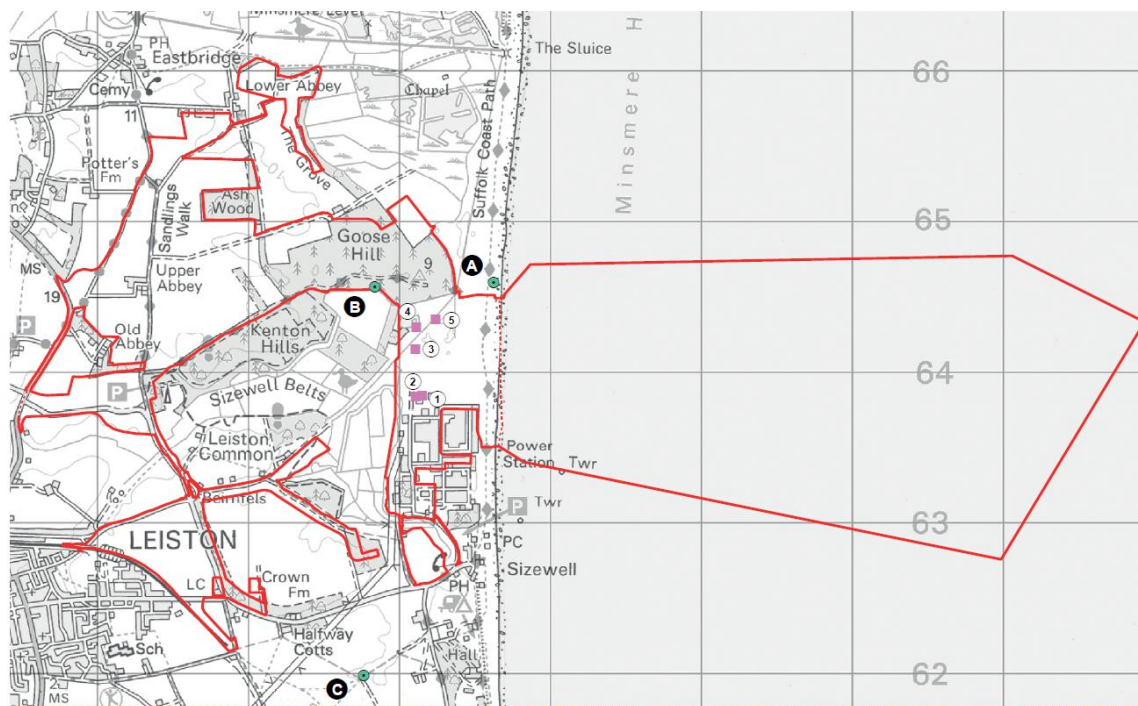 Minsmere Level
The Sluice
PH
Eastbridge
Cemy
Lower Abbey
Chapel
66
11
Potter's
Fm
The Grove
10
Suffolk Coast Path
Minsmere H
Sandlings
Walk
Ash
Wood
65
Goose
Hill
MS
9
A
Upper
Abbey
19
B
4
5
P
Old
Abbey
Kenton
Hills
3
64
P
Sizewell Belts
2
1
Leiston
Common
Power
Station
Twr
P
Twr
63
LEISTON
PC
Sizewell
LC
Crown
Fm
PH
Halfway
Cotts
Sch
Hall
62
2
MS
C